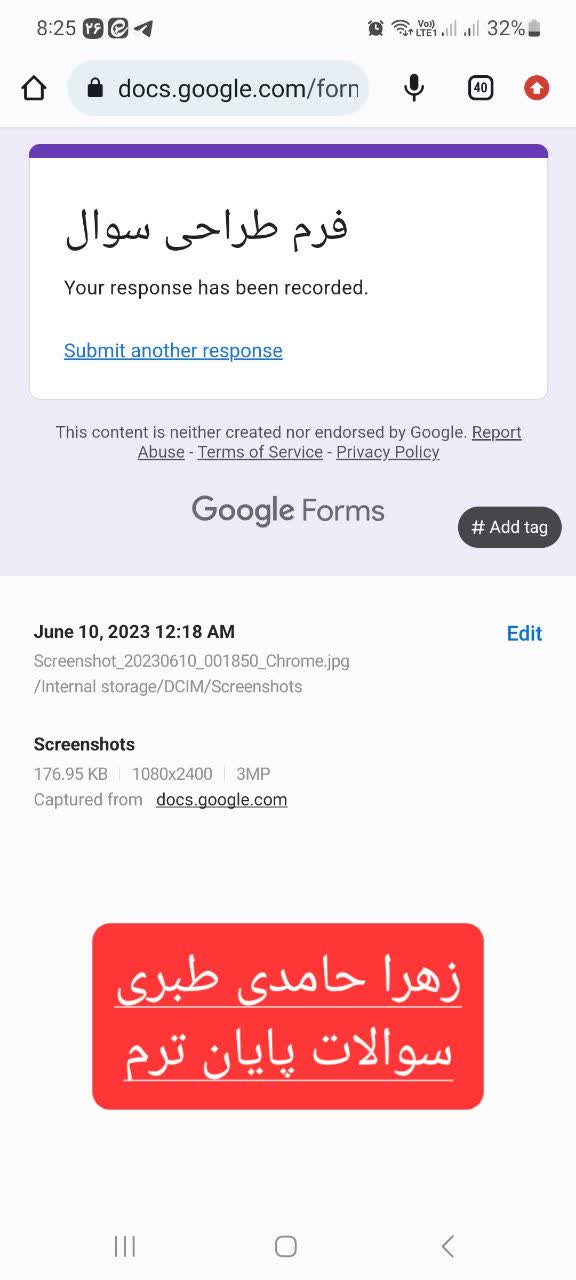 8:25 ۲۶ Vo)) LTE1 32%
docs.google.com/forn 40
فرم طراحی سوال
Your response has been recorded.
Submit another response
This content is neither created nor endorsed by Google. Report
Abuse - Terms of Service - Privacy Policy
Google Forms
# Add tag
June 10, 2023 12:18 AM Edit
Screenshot_20230610_001850_Chrome.jpg
/Internal storage/DCIM/Screenshots
Screenshots
176.95 KB 1080x2400 3MP
Captured from docs.google.com
زهرا حامدی طبری
سوالات پایان ترم